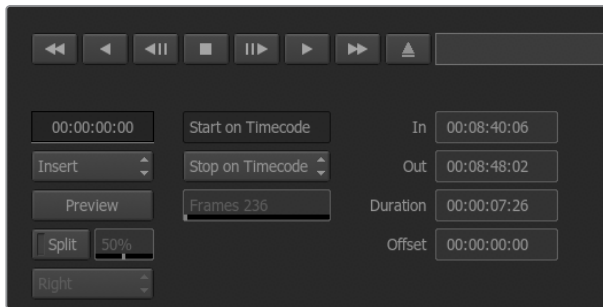 00:00:00:00 Start on Timecode In 00:08:40:06
Insert Stop on Timecode Out 00:08:48:02
Preview Frames 236 Duration 00:00:07:26
Split 50% Offset 00:00:00:00
Right